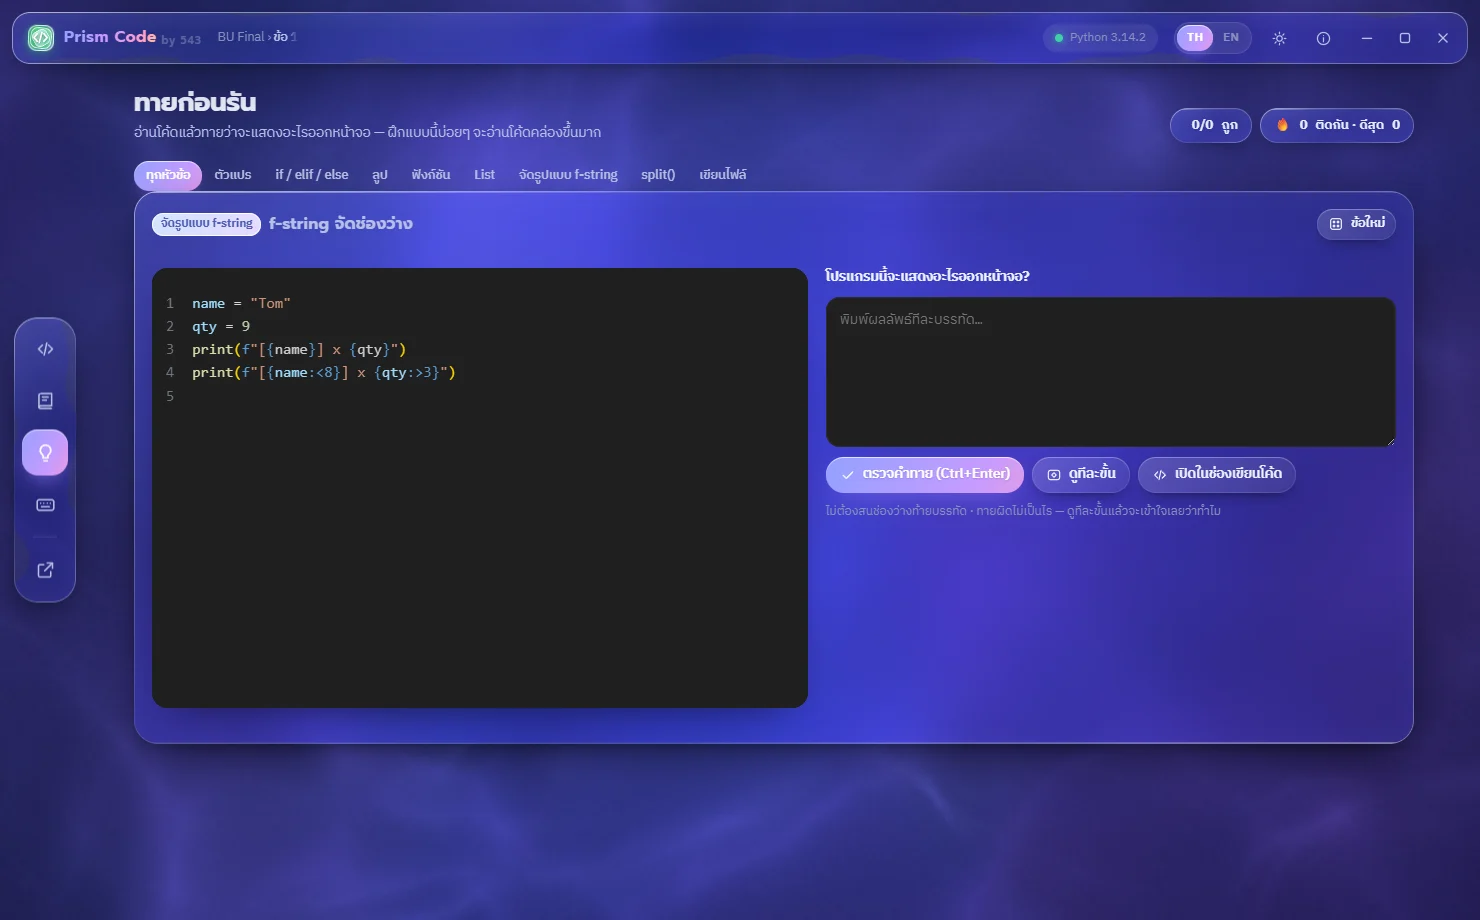 Prism Code by 543 BU Final › ข้อ 1 Python 3.14.2 TH EN
ทายก่อนรัน
อ่านโค้ดแล้วทายว่าจะแสดงอะไรออกหน้าจอ — ฝึกแบบนี้บ่อยๆ จะอ่านโค้ดคล่องขึ้นมาก
0/0 ถูก 0 ติดกัน · ดีสุด 0
ทุกหัวข้อ ตัวแปร if / elif / else ลูป ฟังก์ชัน List จัดรูปแบบ f-string split() เขียนไฟล์
จัดรูปแบบ f-string f-string จัดช่องว่าง ข้อใหม่
1 name = "Tom"
2 qty = 9
3 print(f"[{name}] x {qty}")
4 print(f"[{name:<8}] x {qty:>3}")
5
โปรแกรมนี้จะแสดงอะไรออกหน้าจอ?
พิมพ์ผลลัพธ์ทีละบรรทัด…
ตรวจคำทาย (Ctrl+Enter) ดูทีละขั้น เปิดในช่องเขียนโค้ด
ไม่ต้องสนช่องว่างท้ายบรรทัด · ทายผิดไม่เป็นไร — ดูทีละขั้นแล้วจะเข้าใจเลยว่าทำไม